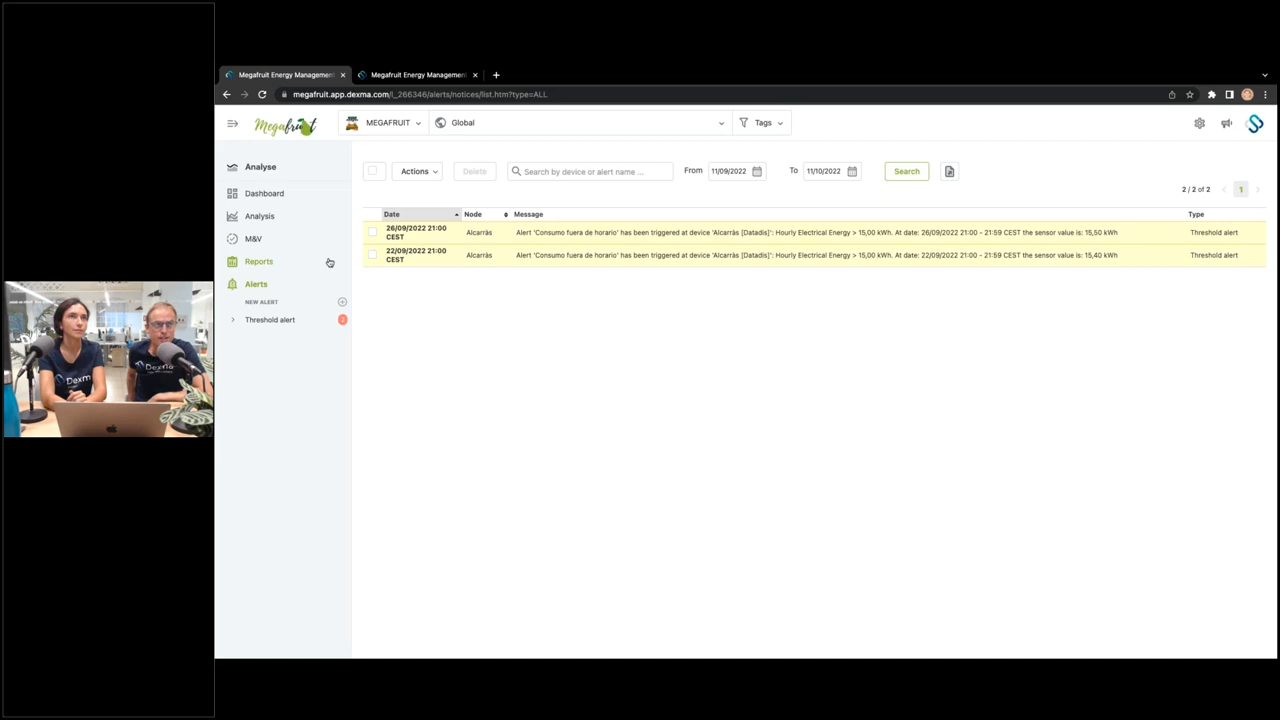 Megafruit Energy Management
Megafruit Energy Management
megafruit.app.dexma.com/l_266346/alerts/notices/list.htm?type=ALL
Megafruit
MEGAFRUIT
Global
Tags
Analyse
Dashboard
Analysis
M&V
Reports
Alerts
NEW ALERT
Threshold alert
2
Actions
Delete
Search by device or alert name ...
From
11/09/2022
To
11/10/2022
Search
2 / 2 of 2
1
Date Node Message Type
26/09/2022 21:00
CEST
Alcarràs
Alert 'Consumo fuera de horario' has been triggered at device 'Alcarràs [Datadis]': Hourly Electrical Energy > 15,00 kWh. At date: 26/09/2022 21:00 - 21:59 CEST the sensor value is: 15,50 kWh
Threshold alert
22/09/2022 21:00
CEST
Alcarràs
Alert 'Consumo fuera de horario' has been triggered at device 'Alcarràs [Datadis]': Hourly Electrical Energy > 15,00 kWh. At date: 22/09/2022 21:00 - 21:59 CEST the sensor value is: 15,40 kWh
Threshold alert
Dexm
Dexma